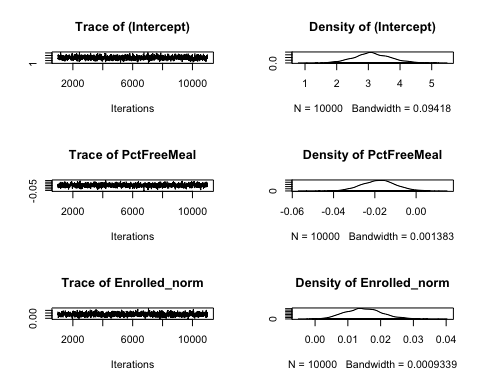 Trace of (Intercept)
1
2000 6000 10000
Iterations
Density of (Intercept)
0.0
1 2 3 4 5
N = 10000 Bandwidth = 0.09418
Trace of PctFreeMeal
-0.05
2000 6000 10000
Iterations
Density of PctFreeMeal
0
-0.06 -0.04 -0.02 0.00
N = 10000 Bandwidth = 0.001383
Trace of Enrolled_norm
0.00
2000 6000 10000
Iterations
Density of Enrolled_norm
0
0.00 0.01 0.02 0.03 0.04
N = 10000 Bandwidth = 0.0009339